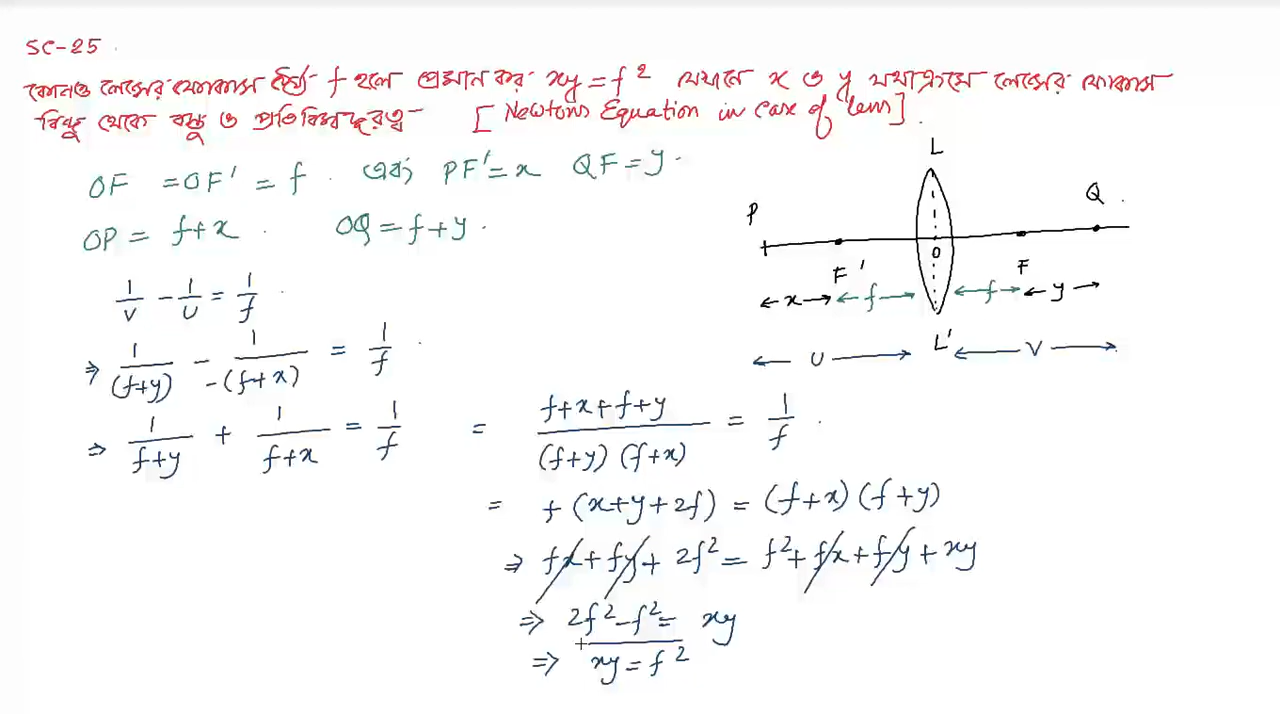 SC-25
কোনও লেন্সের ফোকাস দৈর্ঘ্য f হলে প্রমান কর xy = f² যেখানে x ও y যথাক্রমে লেন্সের ফোকাস
বিন্দু থেকে বস্তু ও প্রতিবিম্ব দূরত্ব [Newtons Equation in case of lens].
OF = OF' = f. এবং PF' = x QF = y.
OP = f+x. OQ = f+y.
1/v - 1/u = 1/f.
⇒ 1/(f+y) - 1/-(f+x) = 1/f.
⇒ 1/f+y + 1/f+x = 1/f
= f+x+f+y/(f+y)(f+x) = 1/f.
= f(x+y+2f) = (f+x)(f+y)
⇒ fx + fy + 2f² = f² + fx + fy + xy
⇒ 2f² - f² = xy
⇒ xy = f²
L
P Q
O
F' F
x f f y
L'
U V